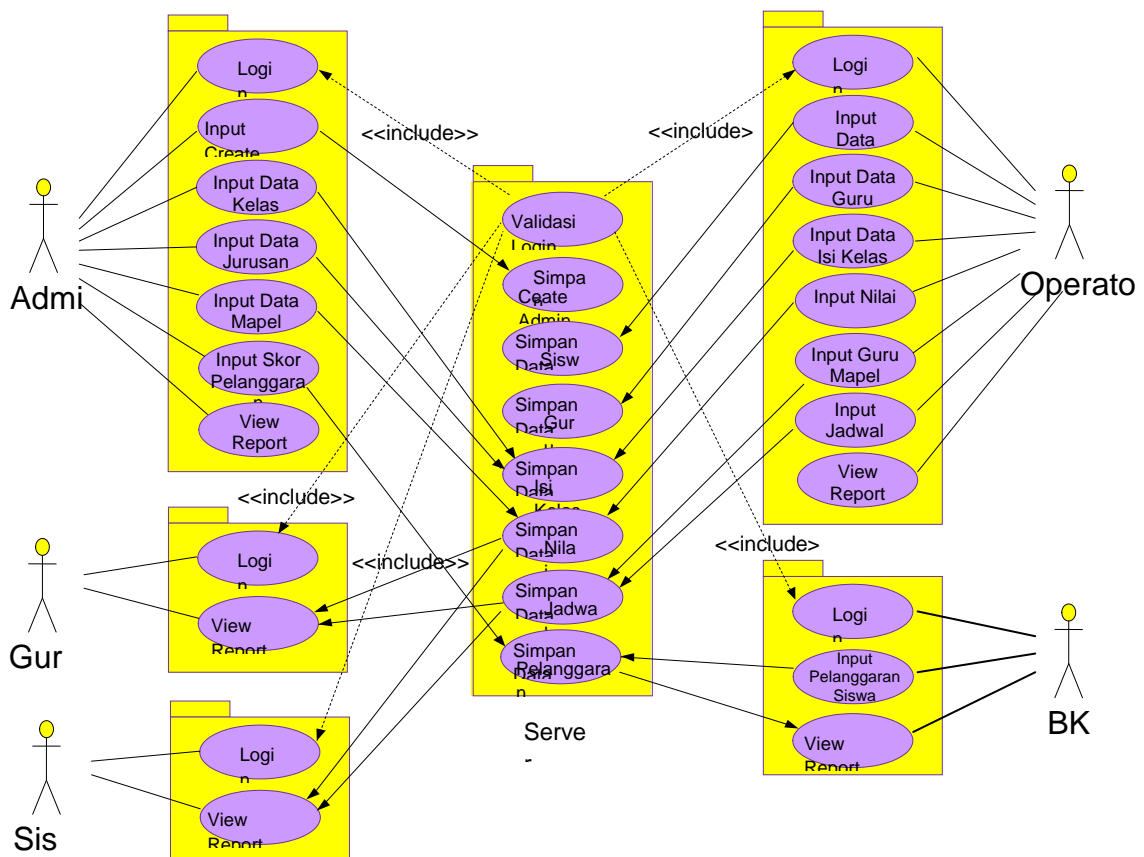 Logi
n
Input
Create
Input Data
Kelas
Input Data
Jurusan
Input Data
Mapel
Input Skor
Pelanggara
n
View
Report
Admi
<<include>>
<<include>
Validasi
Login
Simpa
n
Ceate
Admin
Simpan
Data
Sisw
Simpan
Data
Gur
Simpan
Data
Isi
Kelas
Simpan
Data
Nila
Simpan
Data
Jadwa
Simpan
Data
Pelanggara
n
Serve
r
Logi
n
Input
Data
Input Data
Guru
Input Data
Isi Kelas
Input Nilai
Input Guru
Mapel
Input
Jadwal
View
Report
Operato
<<include>>
Logi
n
View
Report
Gur
<<include>>
Logi
n
View
Report
Sis
<<include>
Logi
n
Input
Pelanggaran
Siswa
View
Report
BK